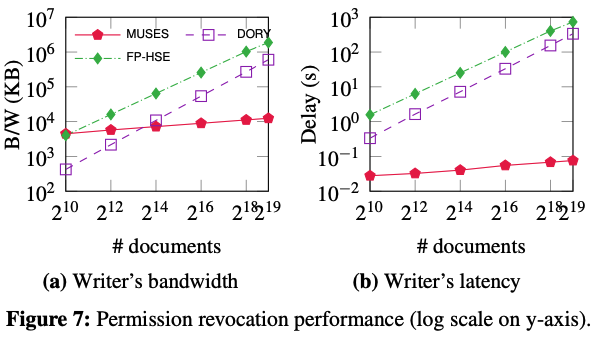 10^7
10^6
10^5
10^4
10^3
10^2
B/W (KB)
MUSES
DORY
FP-HSE
2^10 2^12 2^14 2^16 2^18 2^19
# documents
(a) Writer's bandwidth
10^3
10^2
10^1
10^0
10^−1
10^−2
Delay (s)
2^10 2^12 2^14 2^16 2^18 2^19
# documents
(b) Writer's latency
Figure 7: Permission revocation performance (log scale on y-axis).